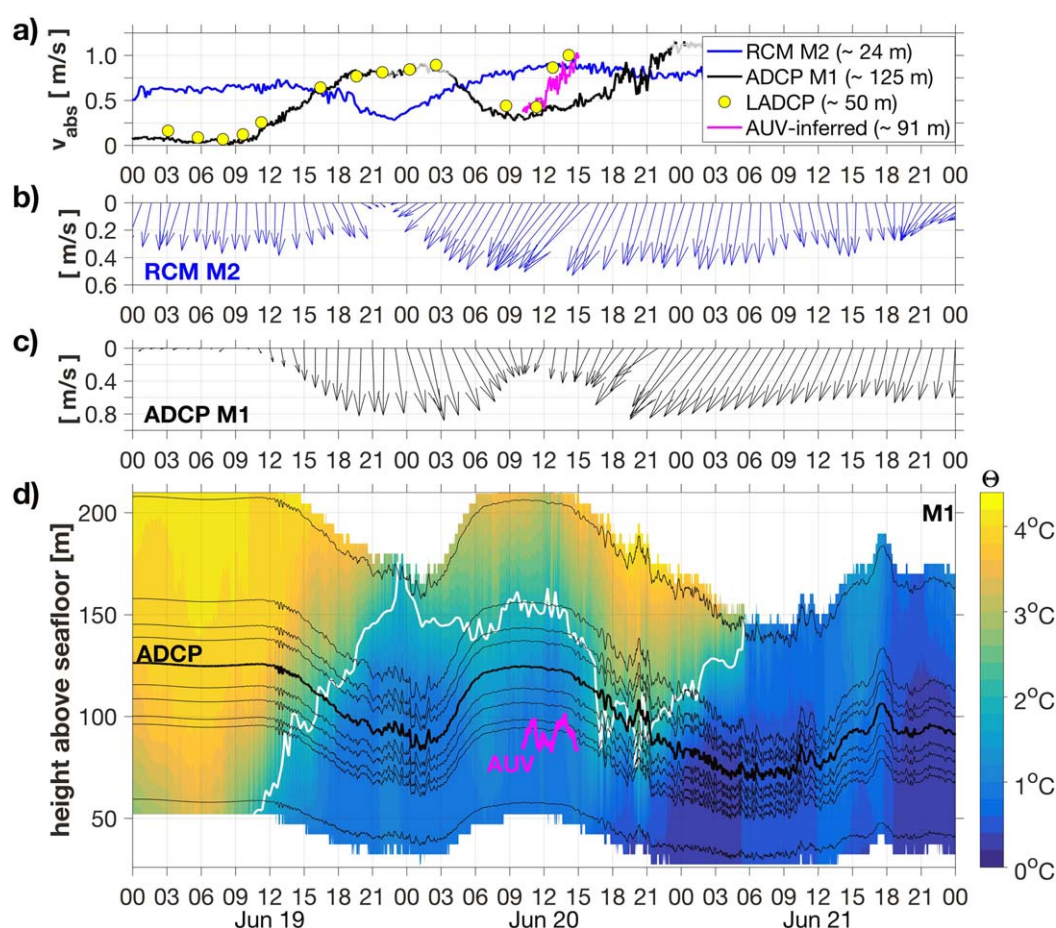 a)
v_abs [m/s]
1.0
0.5
0
RCM M2 (~ 24 m)
ADCP M1 (~ 125 m)
LADCP (~ 50 m)
AUV-inferred (~ 91 m)
00 03 06 09 12 15 18 21 00 03 06 09 12 15 18 21 00 03 06 09 12 15 18 21 00
b)
[ m/s]
0
0.2
0.4
0.6
RCM M2
00 03 06 09 12 15 18 21 00 03 06 09 12 15 18 21 00 03 06 09 12 15 18 21 00
c)
[m/s]
0
0.4
0.8
ADCP M1
00 03 06 09 12 15 18 21 00 03 06 09 12 15 18 21 00 03 06 09 12 15 18 21 00
d)
height above seafloor [m]
200
150
100
50
ADCP
AUV
M1
Θ
4°C
3°C
2°C
1°C
0°C
00 03 06 09 12 15 18 21 00 03 06 09 12 15 18 21 00 03 06 09 12 15 18 21 00
Jun 19 Jun 20 Jun 21